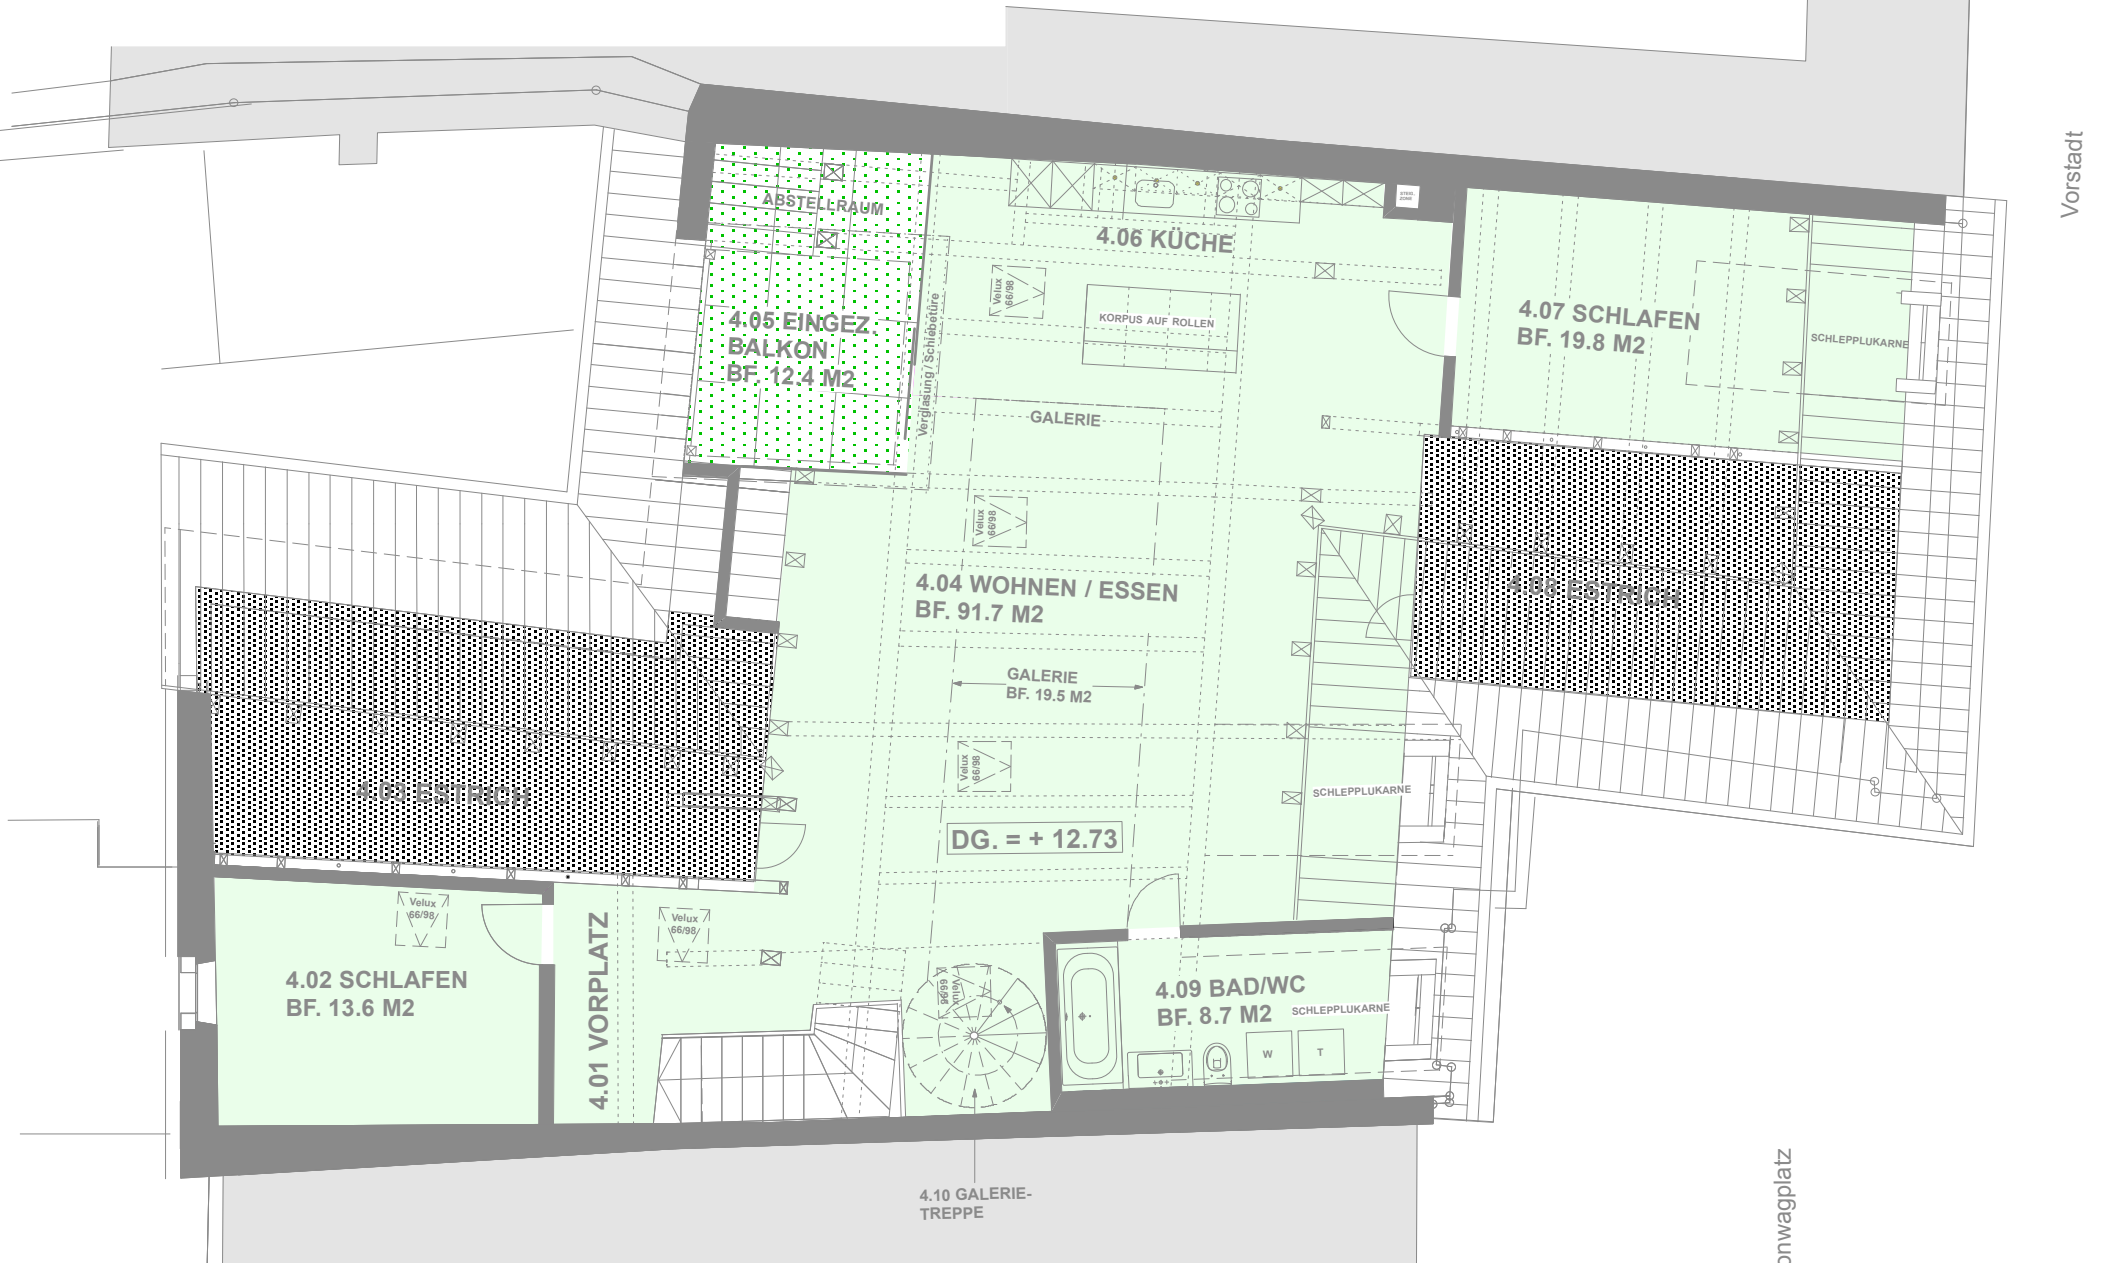 Vorstadt
ABSTELLRAUM
4.06 KÜCHE
STEIG-
ZONE
4.05 EINGEZ.
BALKON
BF. 12.4 M2
Verglasung / Schiebetüre
Velux
66/98
KORPUS AUF ROLLEN
4.07 SCHLAFEN
BF. 19.8 M2
SCHLEPPLUKARNE
GALERIE
Velux
66/98
4.04 WOHNEN / ESSEN
BF. 91.7 M2
4.08 ESTRICH
GALERIE
BF. 19.5 M2
4.03 ESTRICH
Velux
66/98
SCHLEPPLUKARNE
DG. = + 12.73
Velux
66/98
4.01 VORPLATZ
Velux
66/98
4.02 SCHLAFEN
BF. 13.6 M2
Velux
66/98
4.09 BAD/WC
BF. 8.7 M2
SCHLEPPLUKARNE
W
T
4.10 GALERIE-
TREPPE
onwagplatz